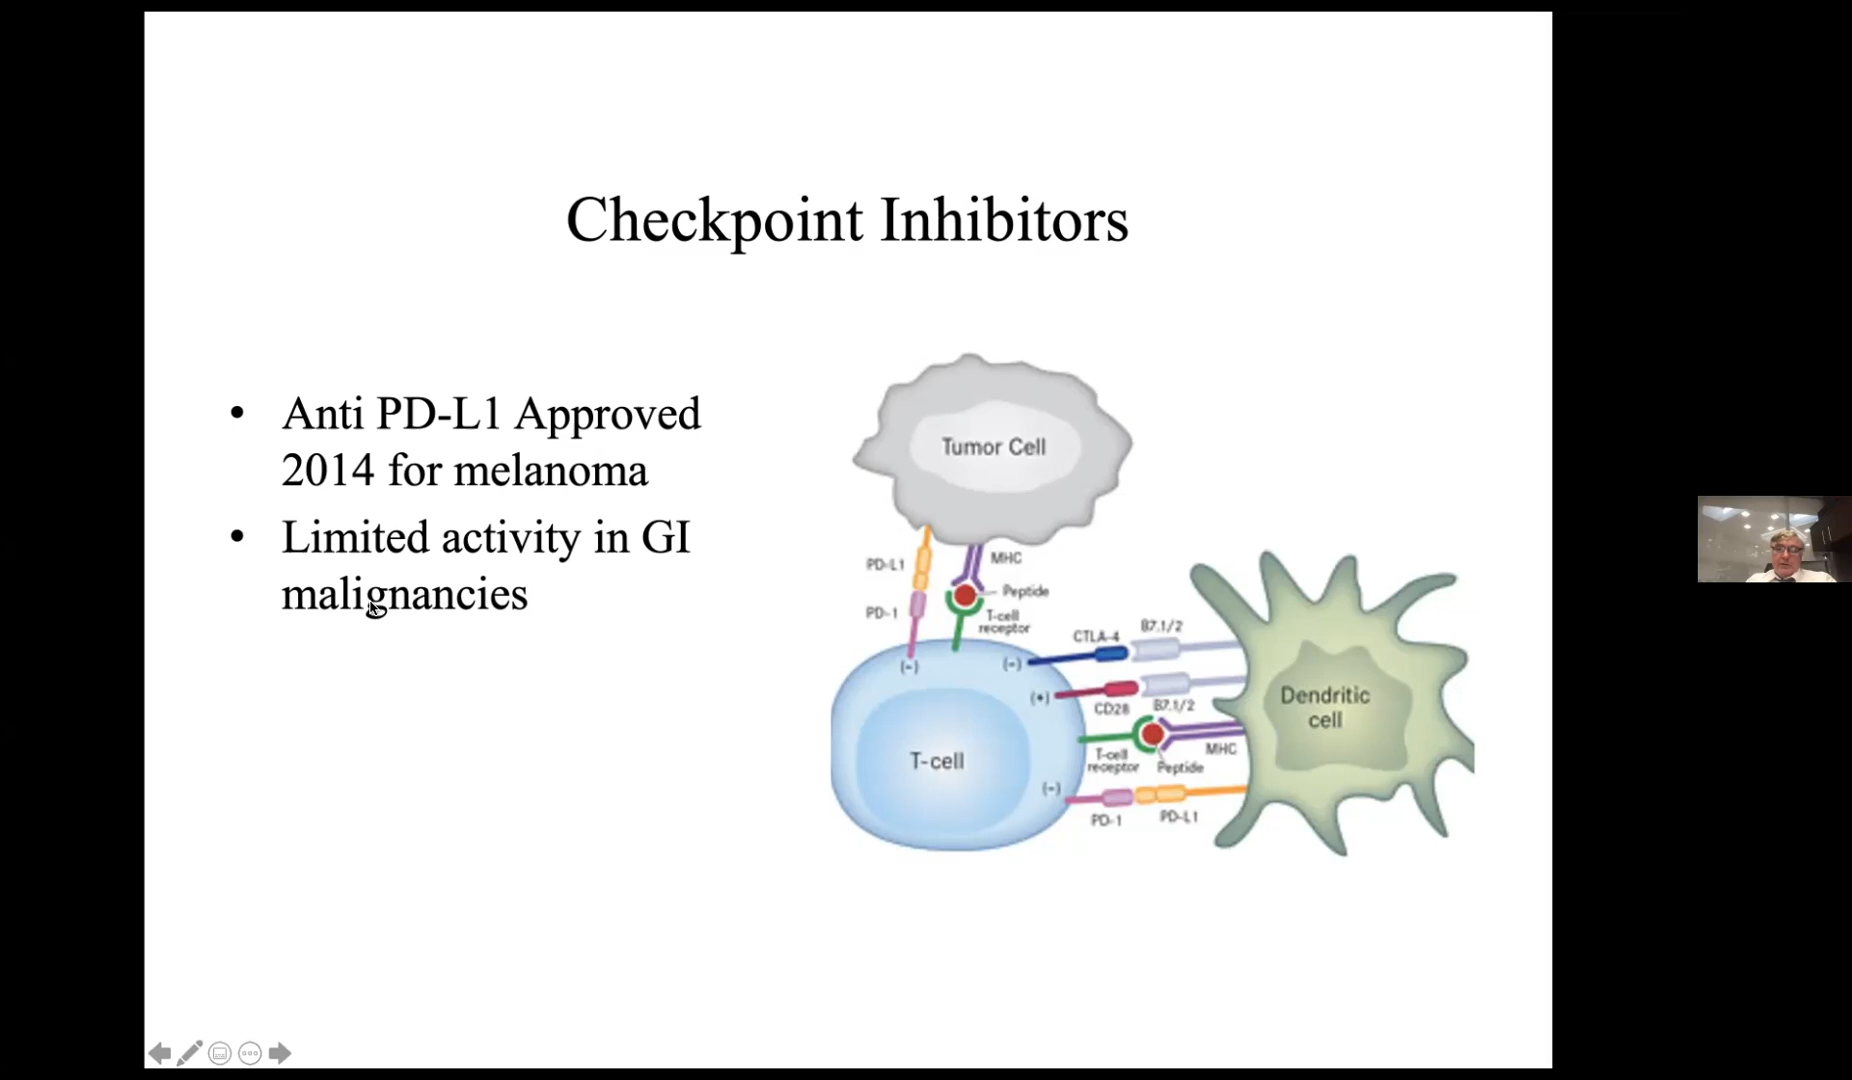 Checkpoint Inhibitors
• Anti PD-L1 Approved
2014 for melanoma
• Limited activity in GI
malignancies
Tumor Cell
PD-L1
MHC
Peptide
PD-1
T-cell
receptor
(-)
T-cell
(-)
CTLA-4
B7.1/2
(+)
CD28
B7.1/2
T-cell
receptor
Peptide
MHC
(-)
PD-1
PD-L1
Dendritic
cell